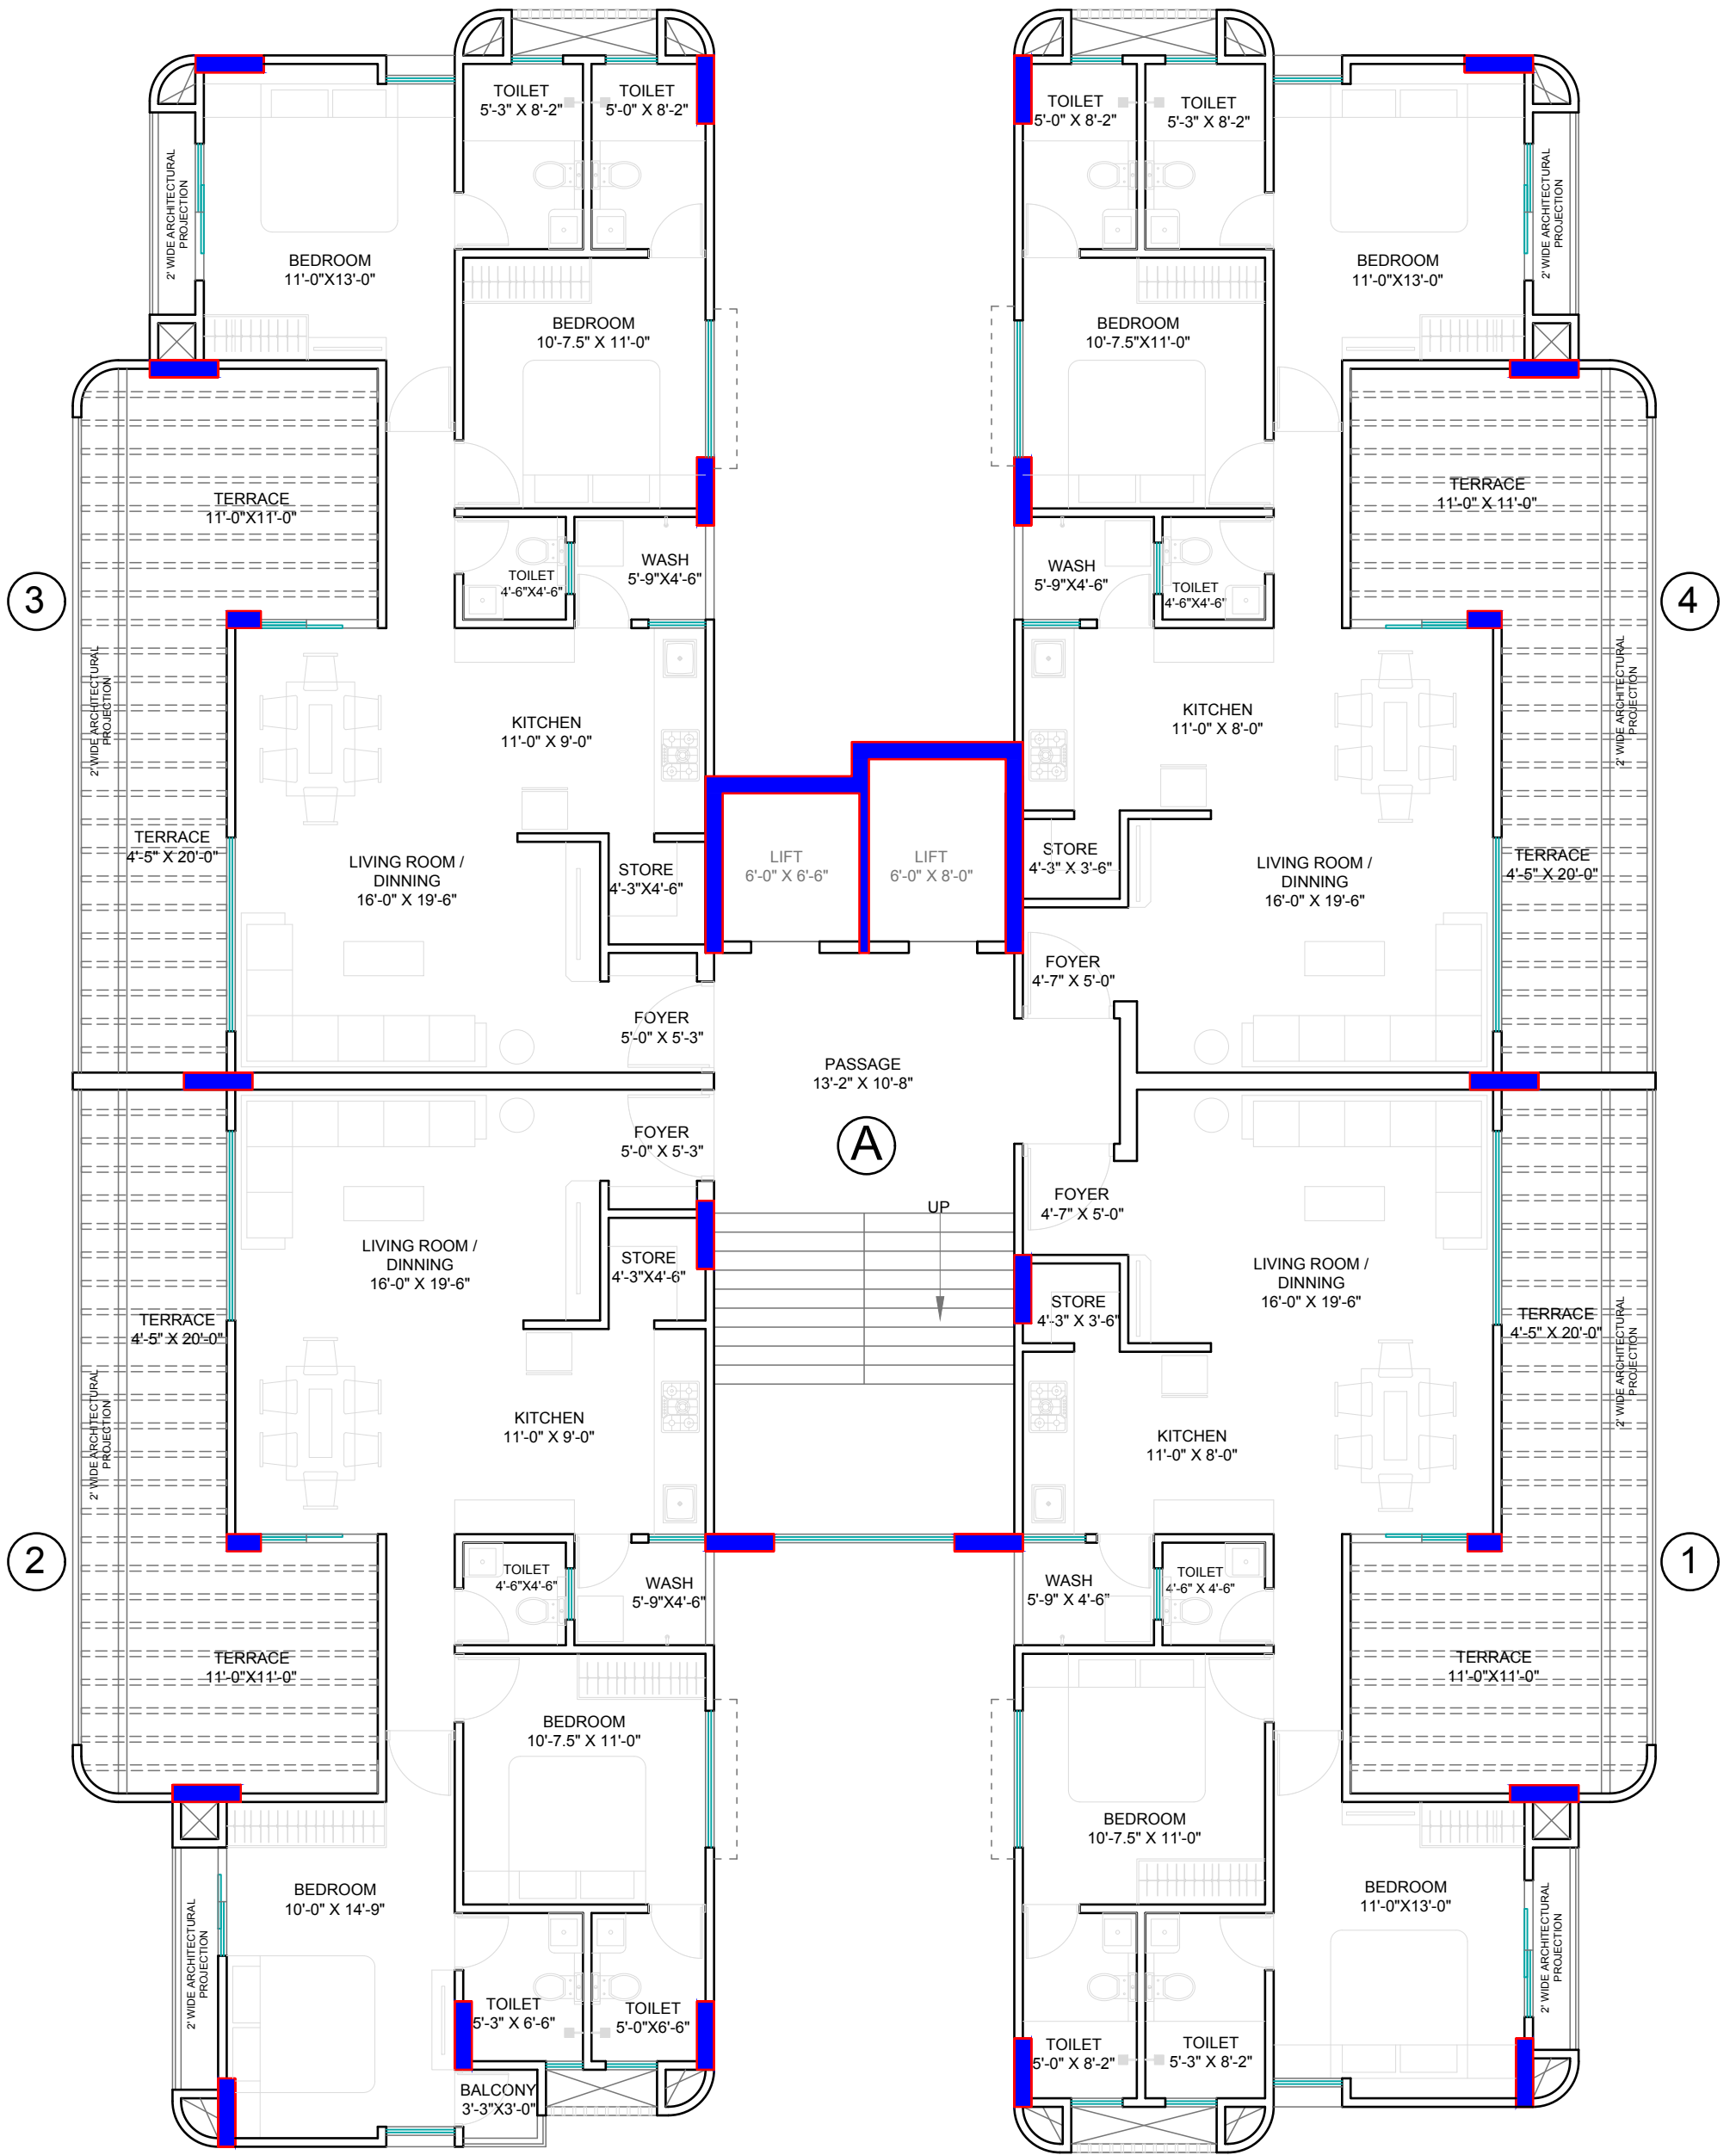 TOILET
5'-3" X 8'-2"
TOILET
5'-0" X 8'-2"
TOILET
5'-0" X 8'-2"
TOILET
5'-3" X 8'-2"
2' WIDE ARCHITECTURAL
PROJECTION
BEDROOM
11'-0"X13'-0"
BEDROOM
11'-0"X13'-0"
2' WIDE ARCHITECTURAL
PROJECTION
BEDROOM
10'-7.5" X 11'-0"
BEDROOM
10'-7.5"X11'-0"
TERRACE
11'-0"X11'-0"
TERRACE
11'-0" X 11'-0"
TOILET
4'-6"X4'-6"
WASH
5'-9"X4'-6"
WASH
5'-9"X4'-6"
TOILET
4'-6"X4'-6"
3
4
2' WIDE ARCHITECTURAL
PROJECTION
KITCHEN
11'-0" X 9'-0"
KITCHEN
11'-0" X 8'-0"
2' WIDE ARCHITECTURAL
PROJECTION
TERRACE
4'-5" X 20'-0"
LIVING ROOM /
DINNING
16'-0" X 19'-6"
STORE
4'-3"X4'-6"
LIFT
6'-0" X 6'-6"
LIFT
6'-0" X 8'-0"
STORE
4'-3" X 3'-6"
LIVING ROOM /
DINNING
16'-0" X 19'-6"
TERRACE
4'-5" X 20'-0"
FOYER
5'-0" X 5'-3"
FOYER
4'-7" X 5'-0"
PASSAGE
13'-2" X 10'-8"
A
FOYER
5'-0" X 5'-3"
FOYER
4'-7" X 5'-0"
UP
LIVING ROOM /
DINNING
16'-0" X 19'-6"
STORE
4'-3"X4'-6"
STORE
4'-3" X 3'-6"
LIVING ROOM /
DINNING
16'-0" X 19'-6"
TERRACE
4'-5" X 20'-0"
TERRACE
4'-5" X 20'-0"
2' WIDE ARCHITECTURAL
PROJECTION
KITCHEN
11'-0" X 9'-0"
KITCHEN
11'-0" X 8'-0"
2' WIDE ARCHITECTURAL
PROJECTION
2
1
TOILET
4'-6"X4'-6"
WASH
5'-9"X4'-6"
WASH
5'-9" X 4'-6"
TOILET
4'-6" X 4'-6"
TERRACE
11'-0"X11'-0"
TERRACE
11'-0"X11'-0"
BEDROOM
10'-7.5" X 11'-0"
BEDROOM
10'-7.5" X 11'-0"
BEDROOM
10'-0" X 14'-9"
BEDROOM
11'-0"X13'-0"
2' WIDE ARCHITECTURAL
PROJECTION
2' WIDE ARCHITECTURAL
PROJECTION
TOILET
5'-3" X 6'-6"
TOILET
5'-0"X6'-6"
TOILET
5'-0" X 8'-2"
TOILET
5'-3" X 8'-2"
BALCONY
3'-3"X3'-0"